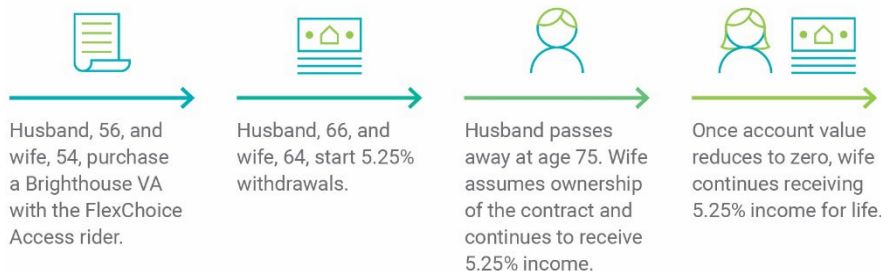 Husband, 56, and
wife, 54, purchase
a Brighthouse VA
with the FlexChoice
Access rider.
Husband, 66, and
wife, 64, start 5.25%
withdrawals.
Husband passes
away at age 75. Wife
assumes ownership
of the contract and
continues to receive
5.25% income.
Once account value
reduces to zero, wife
continues receiving
5.25% income for life.